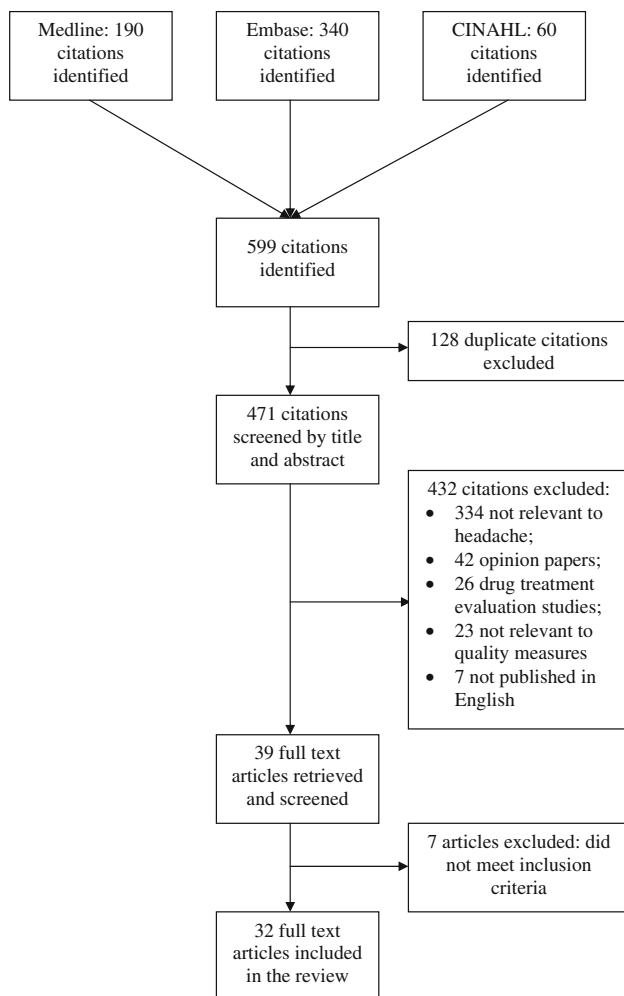 Medline: 190
citations
identified
Embase: 340
citations
identified
CINAHL: 60
citations
identified
599 citations
identified
128 duplicate citations
excluded
471 citations
screened by title
and abstract
432 citations excluded:
• 334 not relevant to
headache;
• 42 opinion papers;
• 26 drug treatment
evaluation studies;
• 23 not relevant to
quality measures
• 7 not published in
English
39 full text
articles retrieved
and screened
7 articles excluded: did
not meet inclusion
criteria
32 full text
articles included
in the review